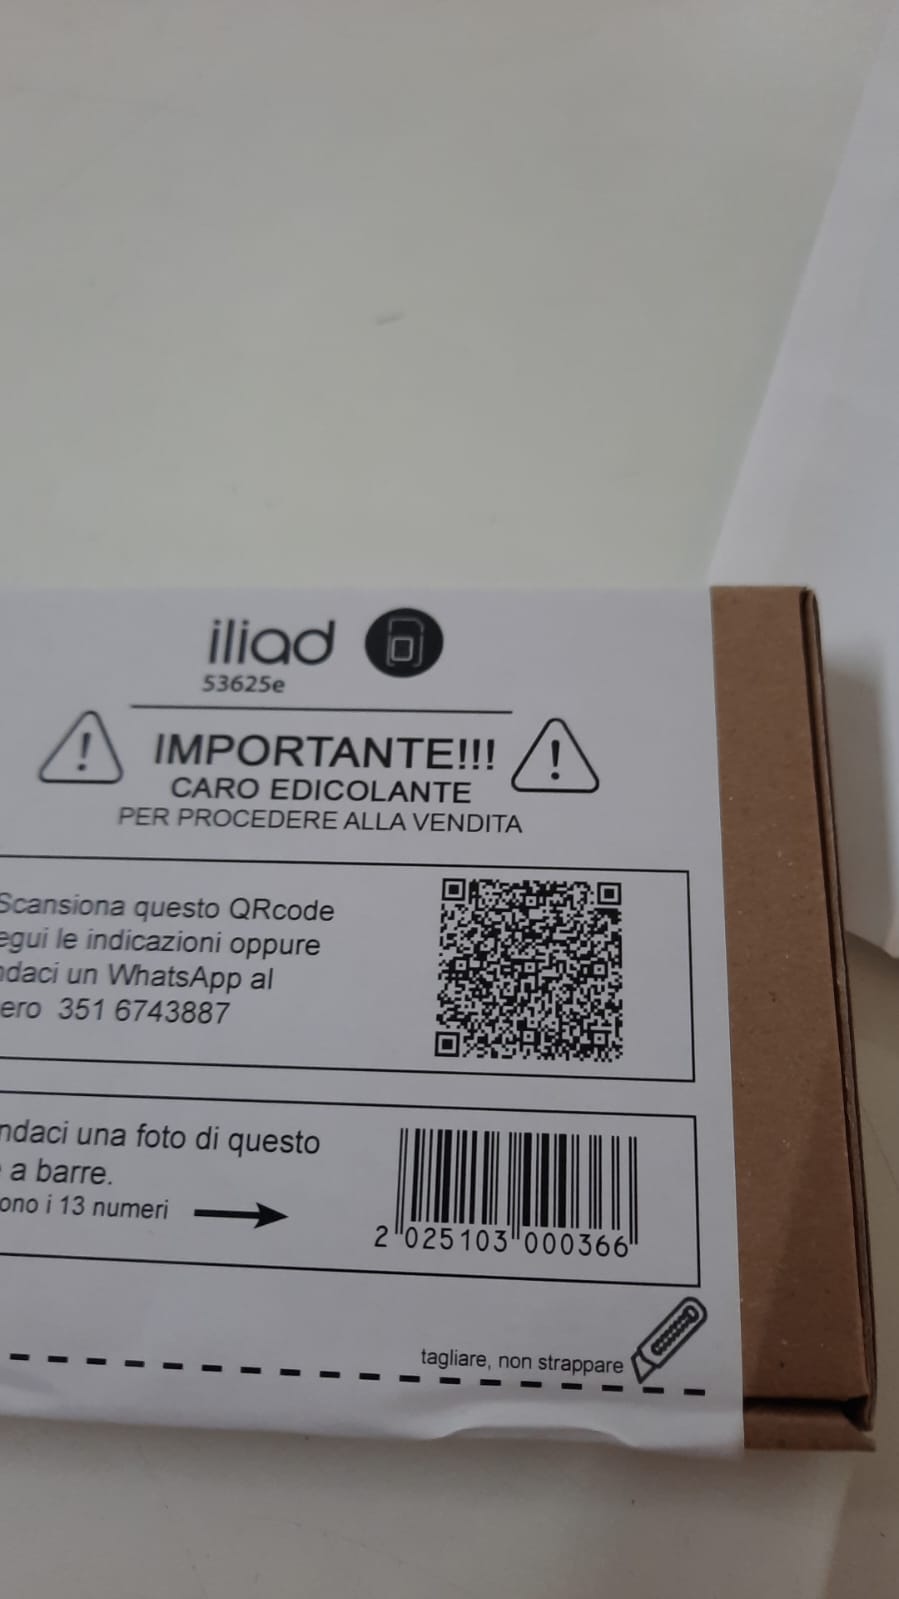 iliad
53625e
IMPORTANTE!!!
CARO EDICOLANTE
PER PROCEDERE ALLA VENDITA
Scansiona questo QRcode
egui le indicazioni oppure
ndaci un WhatsApp al
ero 351 6743887
ndaci una foto di questo
a barre.
ono i 13 numeri
2 025103 000366
tagliare, non strappare